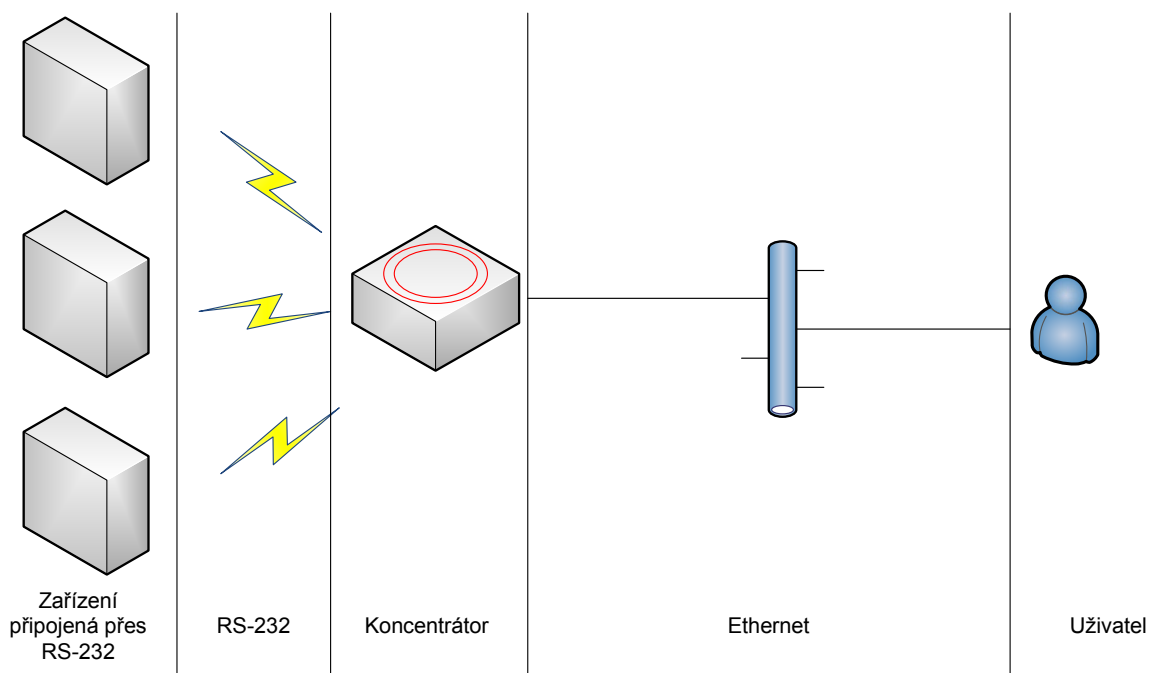 Zařízení
připojená přes
RS-232
RS-232
Koncentrátor
Ethernet
Uživatel